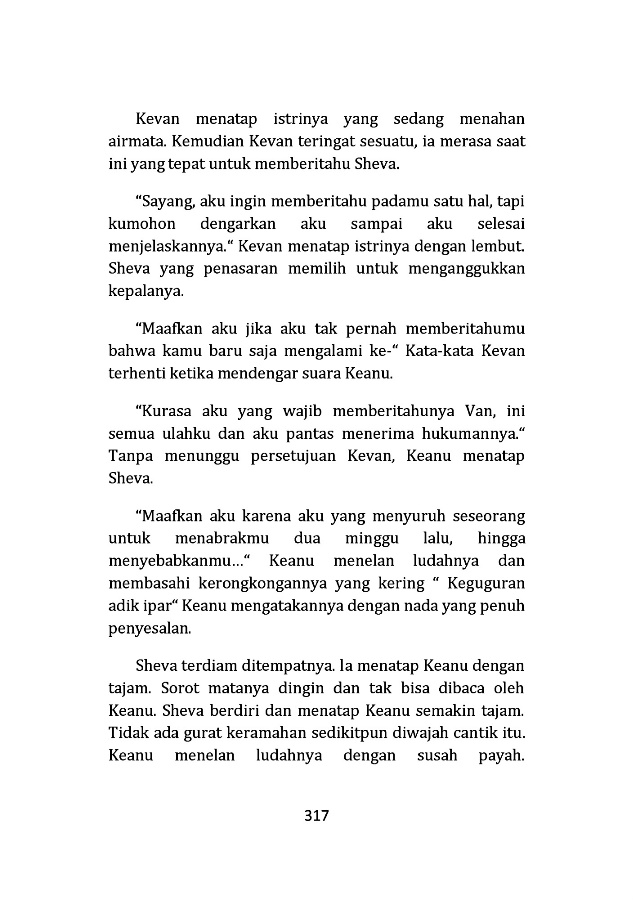 Kevan menatap istrinya yang sedang menahan
airmata. Kemudian Kevan teringat sesuatu, ia merasa saat
ini yang tepat untuk memberitahu Sheva.
“Sayang, aku ingin memberitahu padamu satu hal, tapi
kumohon dengarkan aku sampai aku selesai
menjelaskannya.“ Kevan menatap istrinya dengan lembut.
Sheva yang penasaran memilih untuk menganggukkan
kepalanya.
“Maafkan aku jika aku tak pernah memberitahumu
bahwa kamu baru saja mengalami ke-“ Kata-kata Kevan
terhenti ketika mendengar suara Keanu.
“Kurasa aku yang wajib memberitahunya Van, ini
semua ulahku dan aku pantas menerima hukumannya.“
Tanpa menunggu persetujuan Kevan, Keanu menatap
Sheva.
“Maafkan aku karena aku yang menyuruh seseorang
untuk menabrakmu dua minggu lalu, hingga
menyebabkanmu...“ Keanu menelan ludahnya dan
membasahi kerongkongannya yang kering “ Keguguran
adik ipar“ Keanu mengatakannya dengan nada yang penuh
penyesalan.
Sheva terdiam ditempatnya. Ia menatap Keanu dengan
tajam. Sorot matanya dingin dan tak bisa dibaca oleh
Keanu. Sheva berdiri dan menatap Keanu semakin tajam.
Tidak ada gurat keramahan sedikitpun diwajah cantik itu.
Keanu menelan ludahnya dengan susah payah.
317